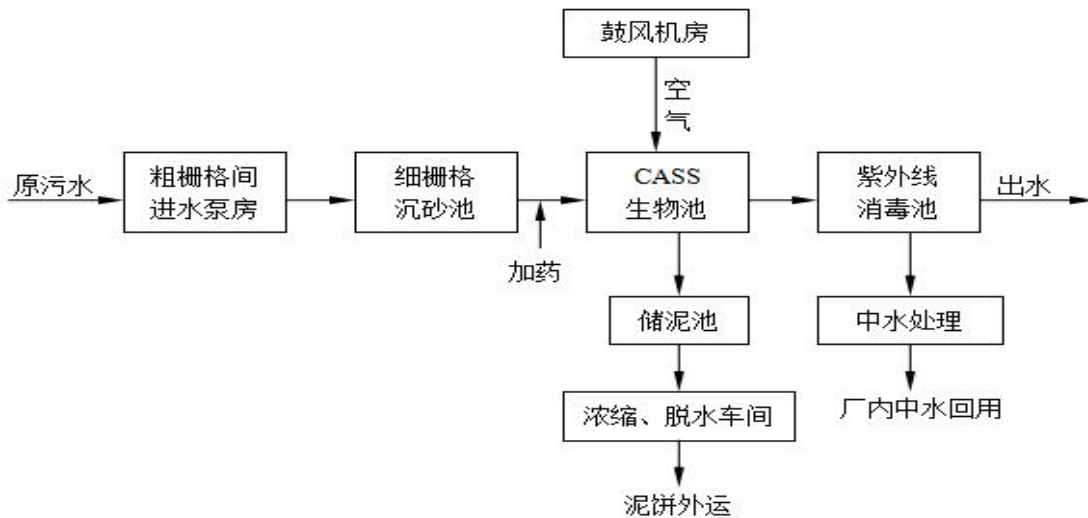 鼓风机房
空
气
原污水
粗栅格间
进水泵房
细栅格
沉砂池
加药
CASS
生物池
紫外线
消毒池
出水
储泥池
中水处理
浓缩、脱水车间
厂内中水回用
泥饼外运